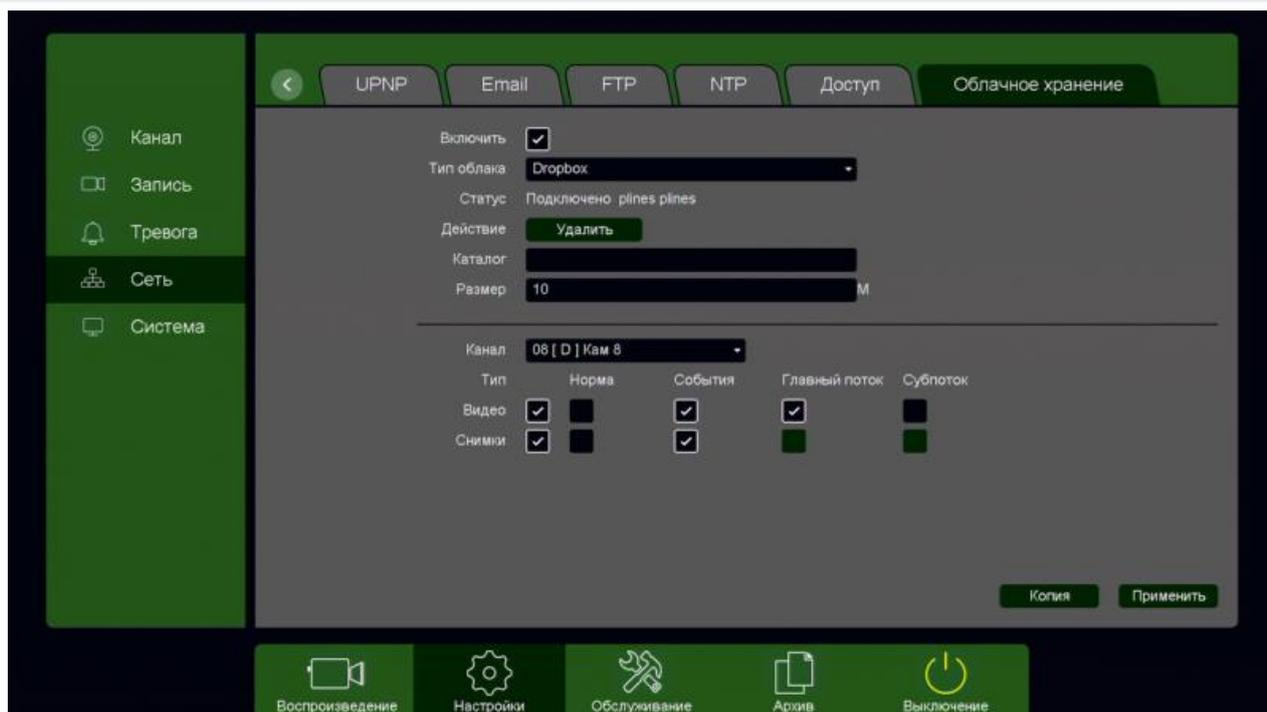 UPNP Email FTP NTP Доступ Облачное хранение
Канал
Запись
Тревога
Сеть
Система
Включить
Тип облака Dropbox
Статус Подключено plines plines
Действие Удалить
Каталог
Размер 10 М
Канал 08 [ D ] Кам 8
Тип Норма События Главный поток Субпоток
Видео
Снимки
Копия Применить
Воспроизведение Настройки Обслуживание Архив Выключение